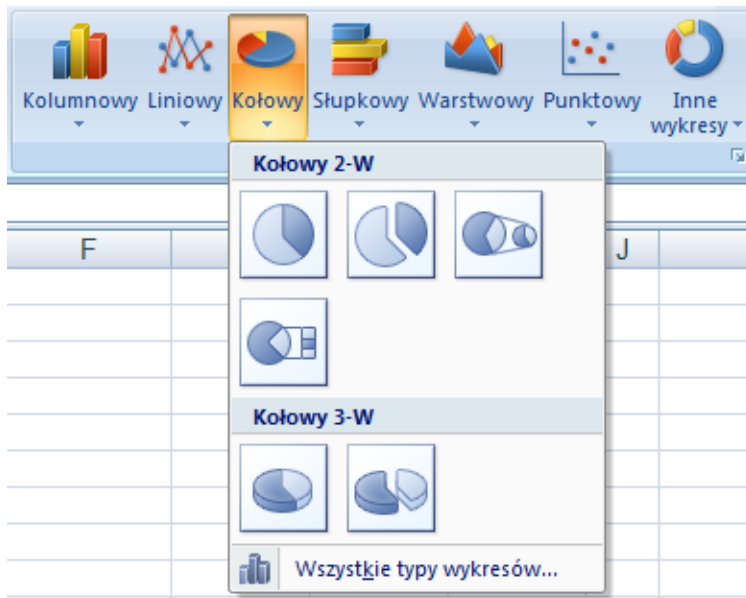 Kolumnowy Liniowy Kołowy Słupkowy Warstwowy Punktowy Inne wykresy
Kołowy 2-W
F J
Kołowy 3-W
Wszystkie typy wykresów...